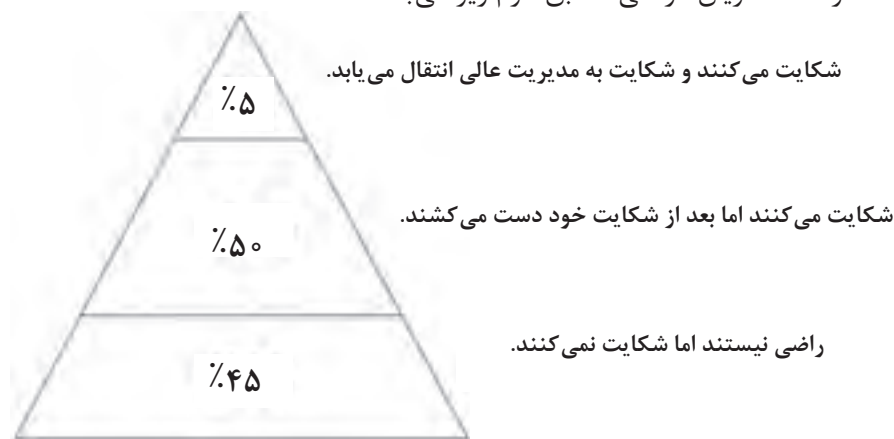 شکایت می‌کنند و شکایت به مدیریت عالی انتقال می‌یابد.
٪۵
شکایت می‌کنند اما بعد از شکایت خود دست می‌کشند.
٪۵۰
راضی نیستند اما شکایت نمی‌کنند.
٪۴۵